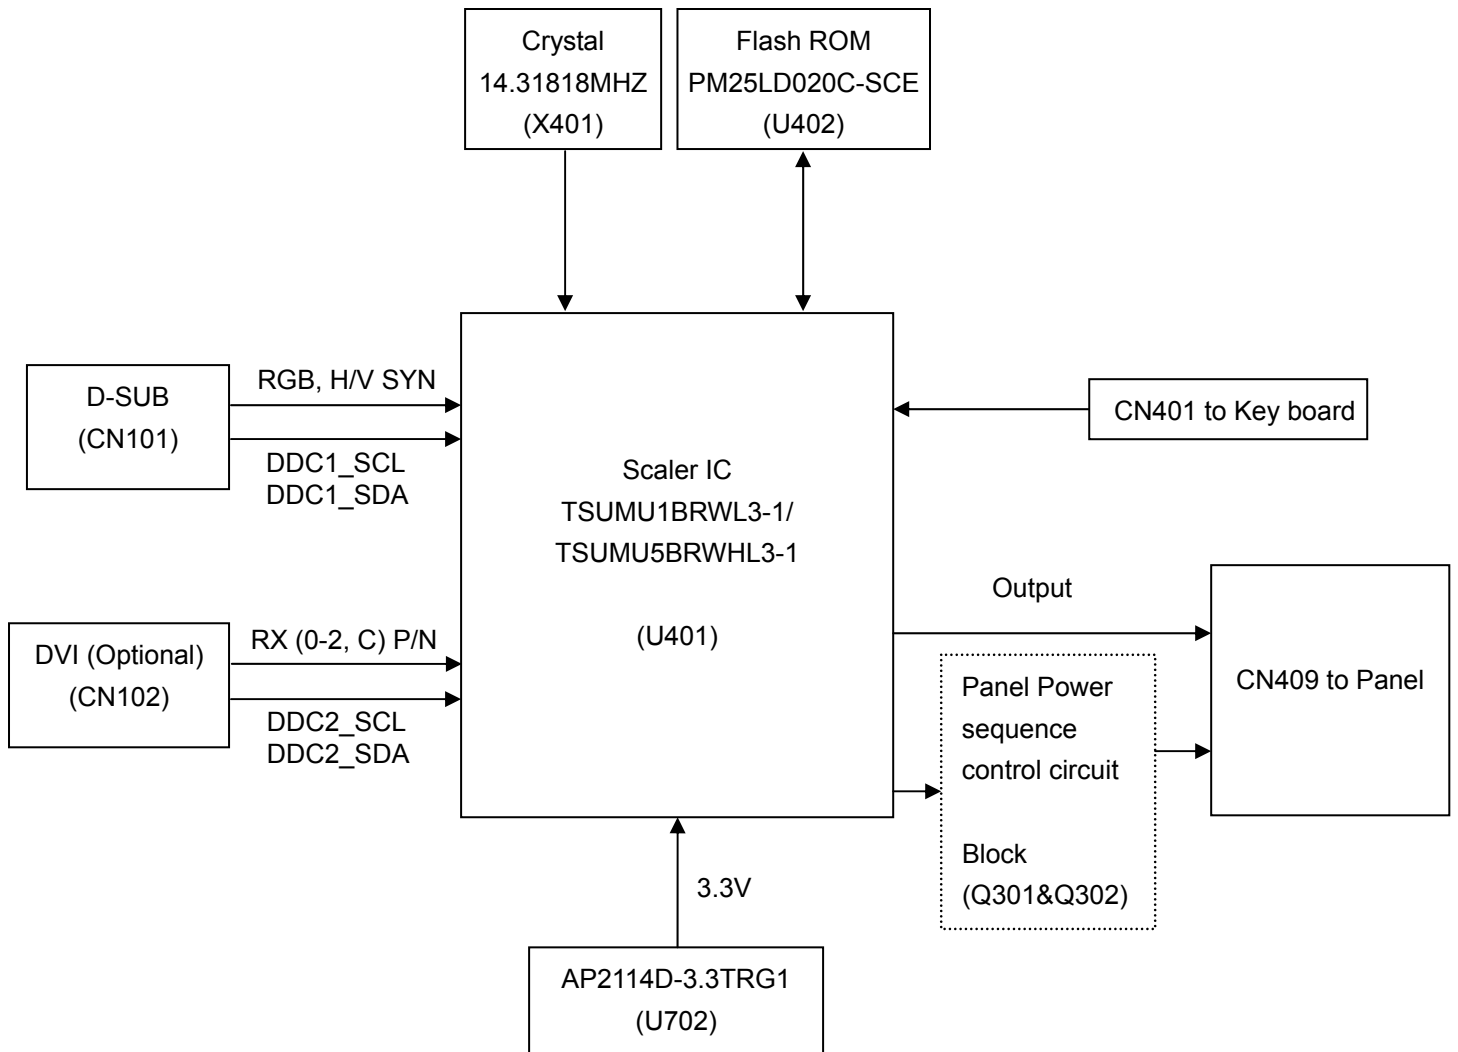 Crystal
14.31818MHZ
(X401)
Flash ROM
PM25LD020C-SCE
(U402)
D-SUB
(CN101)
RGB, H/V SYN
DDC1_SCL
DDC1_SDA
CN401 to Key board
Scaler IC
TSUMU1BRWL3-1/
TSUMU5BRWHL3-1
(U401)
DVI (Optional)
(CN102)
RX (0-2, C) P/N
DDC2_SCL
DDC2_SDA
Output
Panel Power
sequence
control circuit
Block
(Q301&Q302)
CN409 to Panel
3.3V
AP2114D-3.3TRG1
(U702)